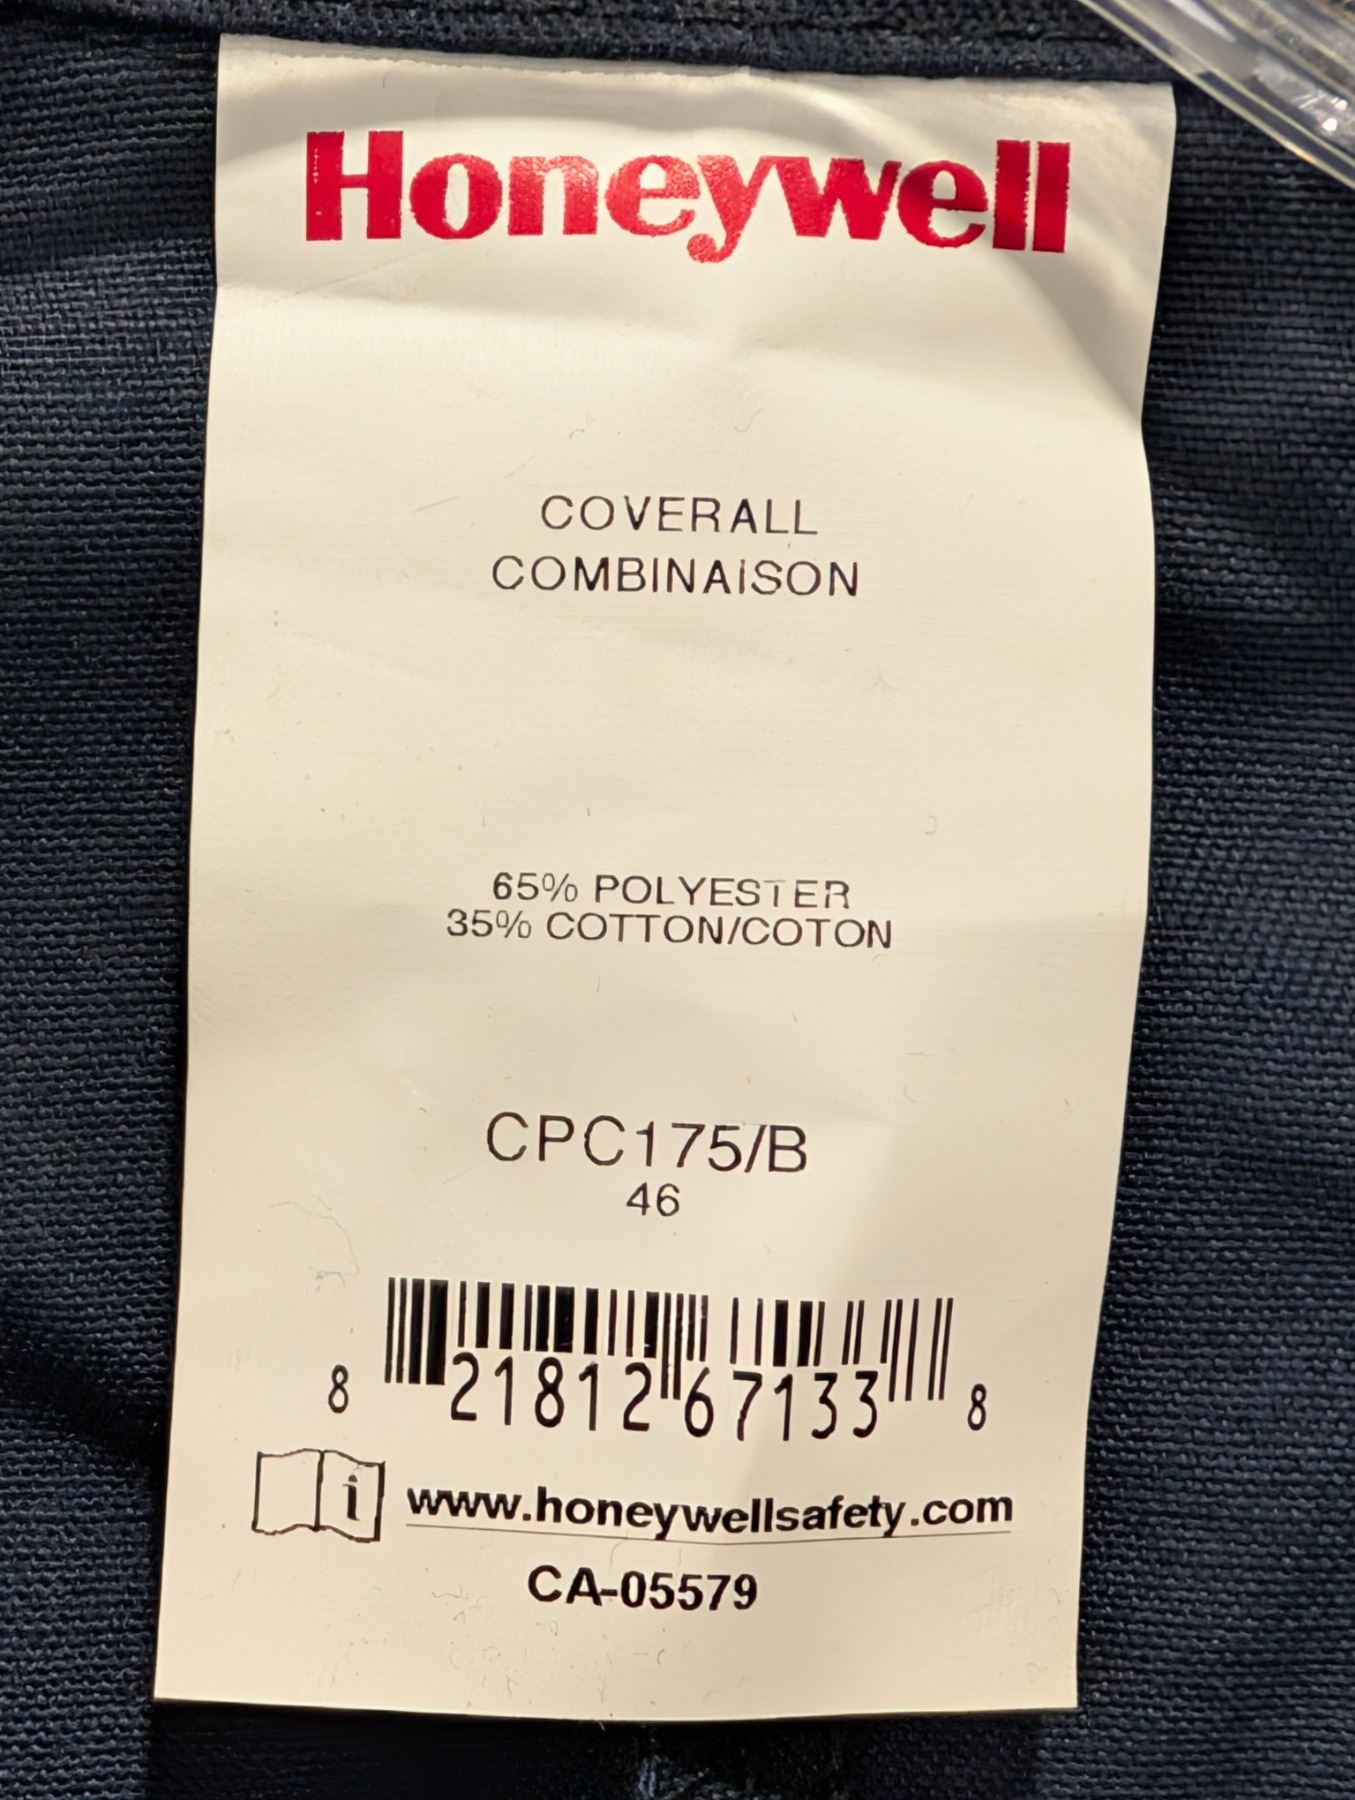 Honeywell
COVERALL
COMBINAISON
65% POLYESTER
35% COTTON/COTON
CPC175/B
46
8 21812 67133 8
i www.honeywellsafety.com
CA-05579